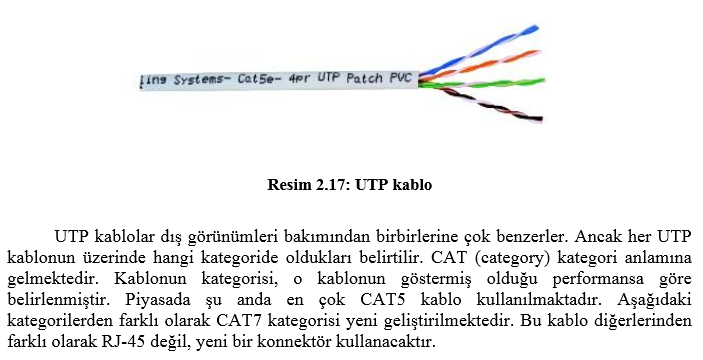 ling Systems- Cat5e- 4pr UTP Patch PVC
Resim 2.17: UTP kablo
UTP kablolar dış görünümleri bakımından birbirlerine çok benzerler. Ancak her UTP
kablonun üzerinde hangi kategoride oldukları belirtilir. CAT (category) kategori anlamına
gelmektedir. Kablonun kategorisi, o kablonun göstermiş olduğu performansa göre
belirlenmiştir. Piyasada şu anda en çok CAT5 kablo kullanılmaktadır. Aşağıdaki
kategorilerden farklı olarak CAT7 kategorisi yeni geliştirilmektedir. Bu kablo diğerlerinden
farklı olarak RJ-45 değil, yeni bir konnektör kullanacaktır.